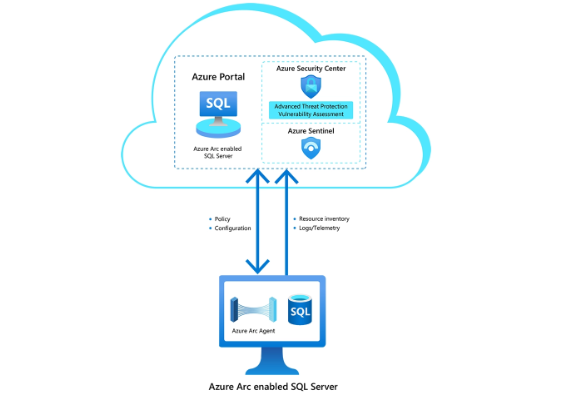 Azure Portal
SQL
Azure Arc enabled
SQL Server
Azure Security Center
Advanced Threat Protection
Vulnerability Assessment
Azure Sentinel
• Policy
• Configuration
• Resource inventory
• Logs/Telemetry
Azure Arc Agent
SQL
Azure Arc enabled SQL Server